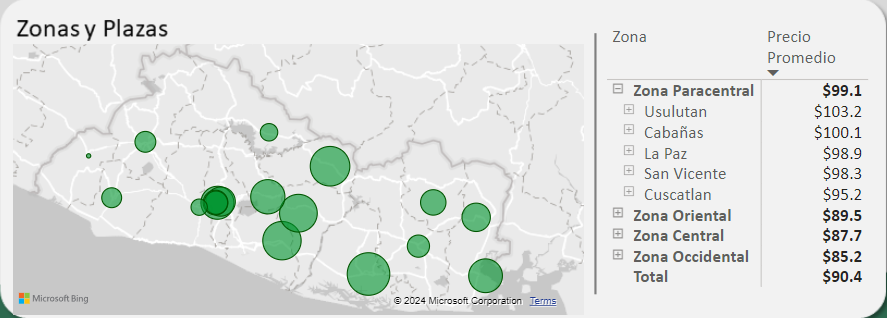 Zonas y Plazas
Microsoft Bing
© 2024 Microsoft Corporation Terms
Zona Precio Promedio
Zona Paracentral $99.1
Usulutan $103.2
Cabañas $100.1
La Paz $98.9
San Vicente $98.3
Cuscatlan $95.2
Zona Oriental $89.5
Zona Central $87.7
Zona Occidental $85.2
Total $90.4